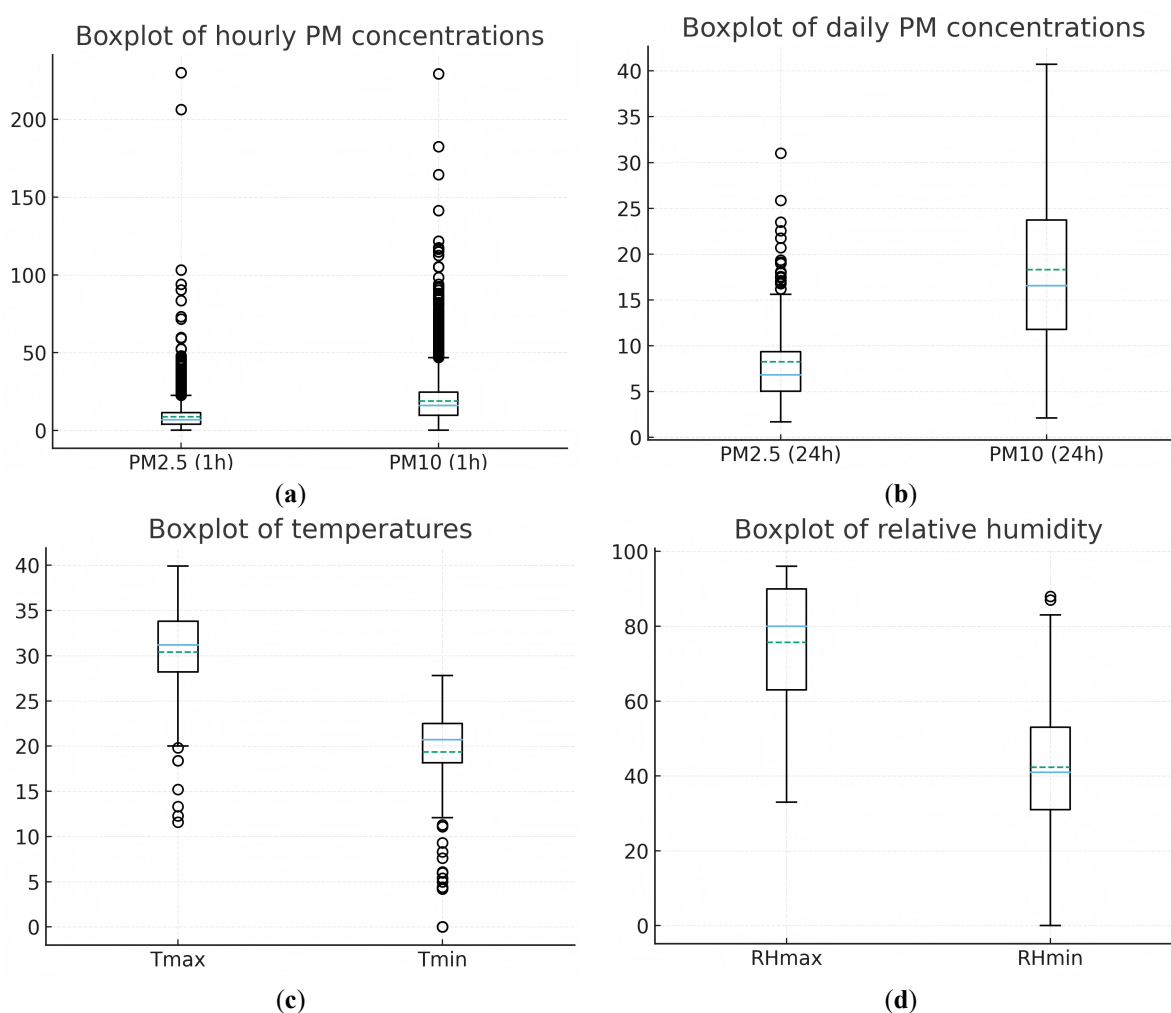 Boxplot of hourly PM concentrations
200
150
100
50
0
PM2.5 (1h)
PM10 (1h)
(a)
Boxplot of daily PM concentrations
40
35
30
25
20
15
10
5
0
PM2.5 (24h)
PM10 (24h)
(b)
Boxplot of temperatures
40
35
30
25
20
15
10
5
0
Tmax
Tmin
(c)
Boxplot of relative humidity
100
80
60
40
20
0
RHmax
RHmin
(d)